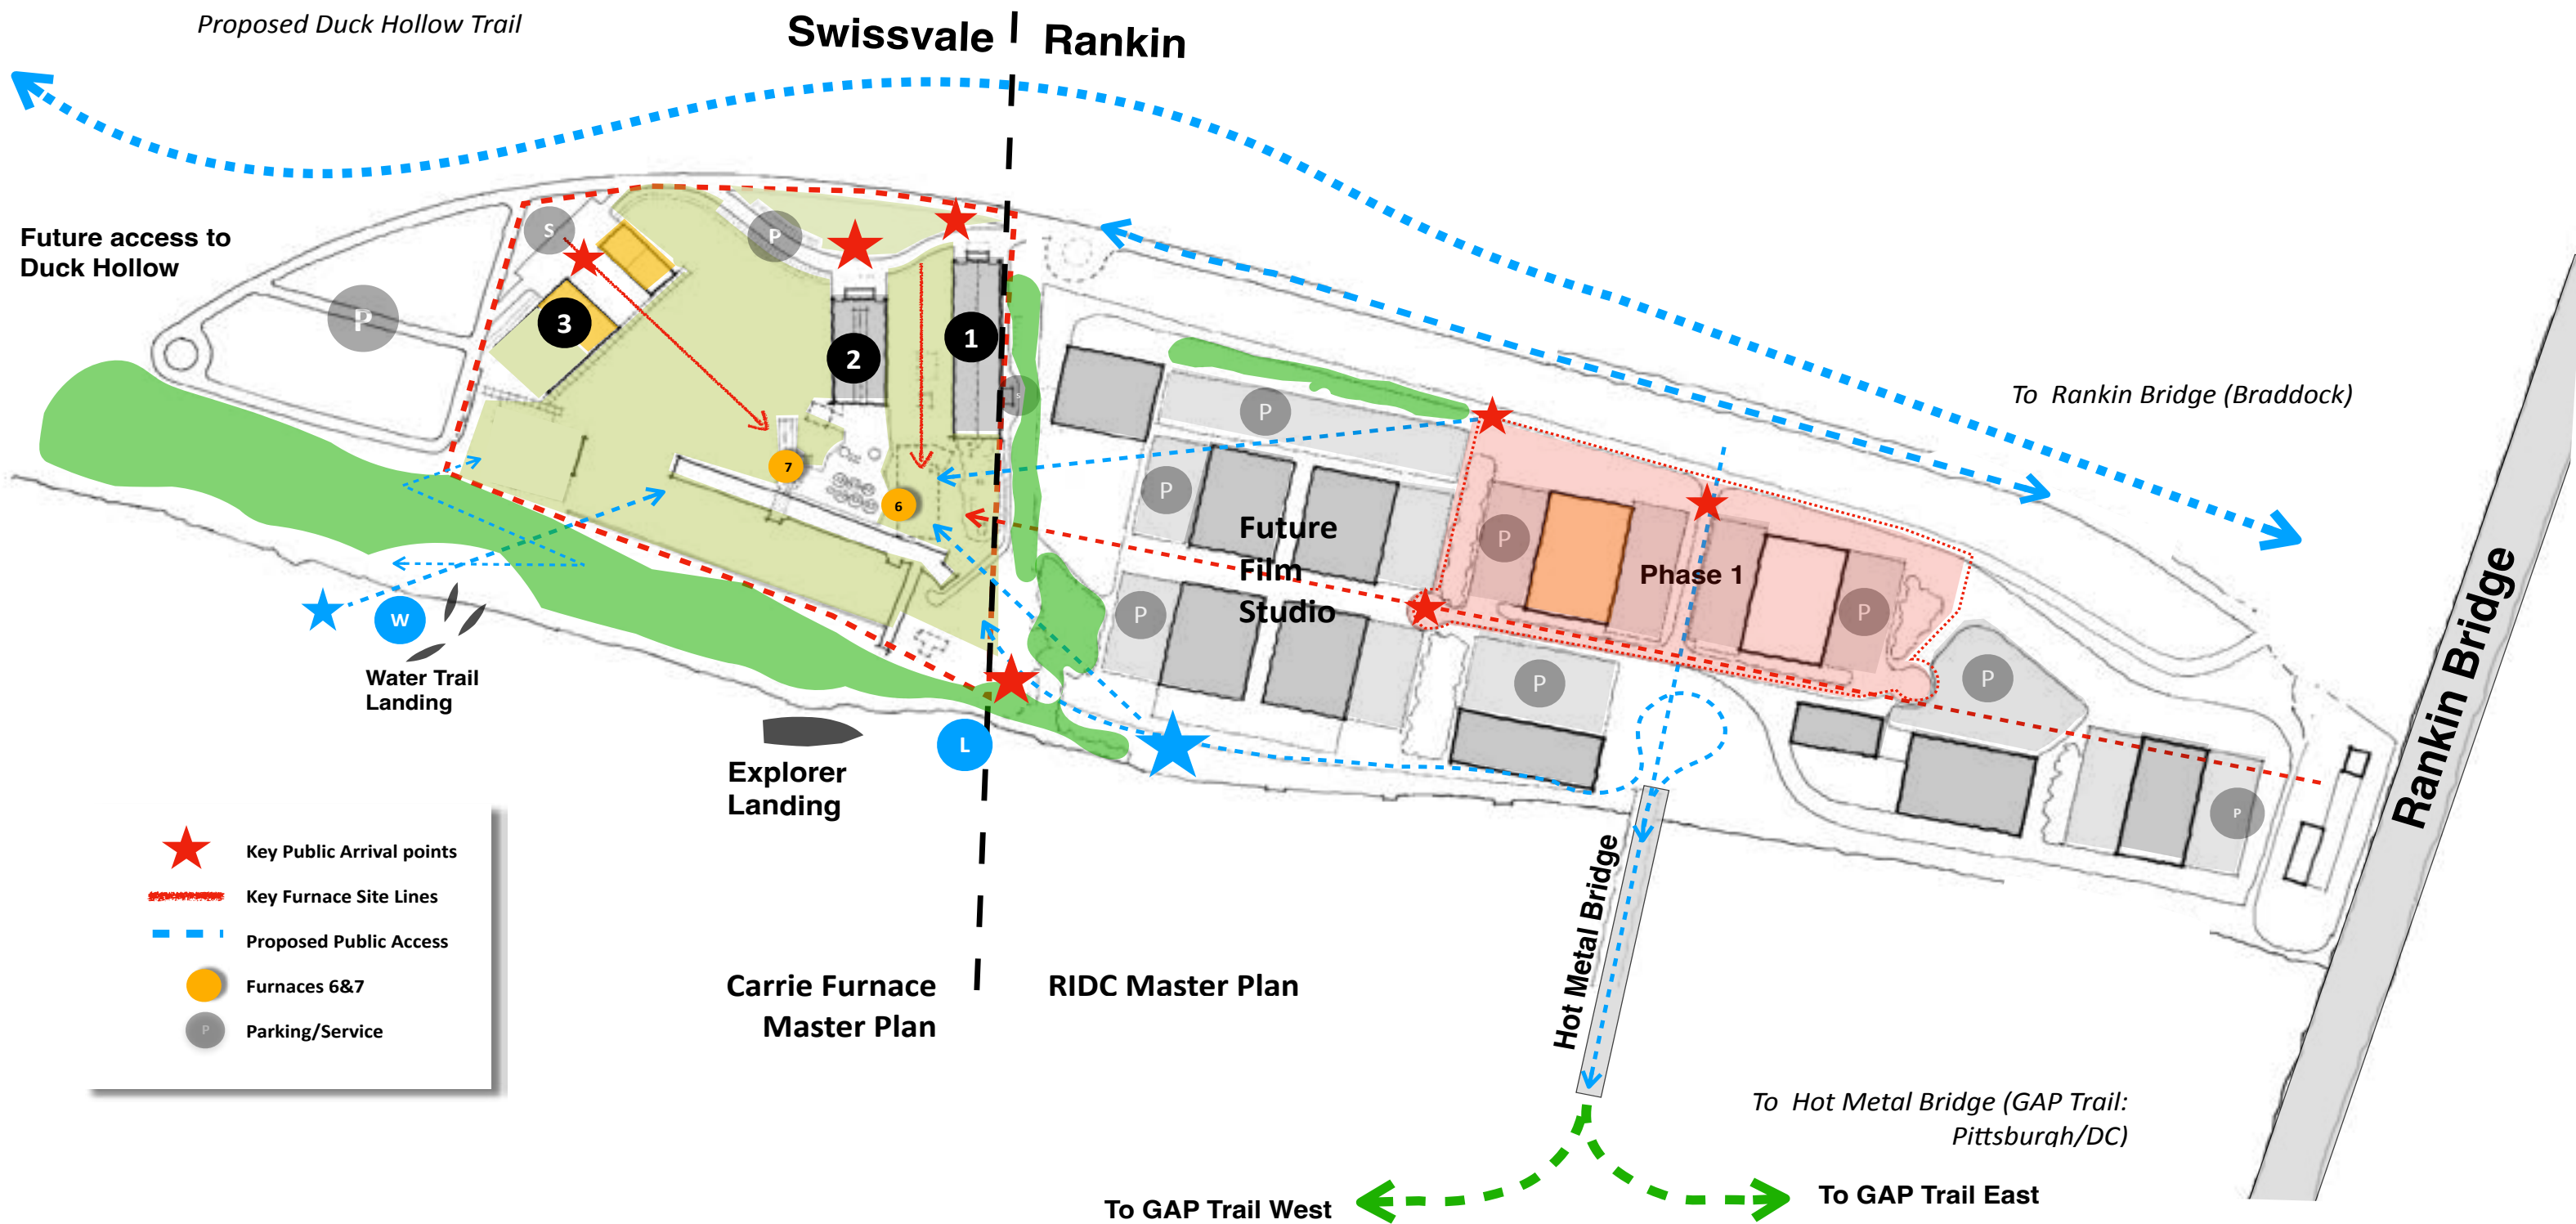 Proposed Duck Hollow Trail
Swissvale
Rankin
Future access to
Duck Hollow
To  Rankin Bridge (Braddock)
S
P
P
3
2
1
S
7
6
P
P
P
P
P
P
P
P
Future
Film
Studio
Phase 1
W
Water Trail
Landing
L
Explorer
Landing
Rankin Bridge
Hot Metal Bridge
Key Public Arrival points
Key Furnace Site Lines
Proposed Public Access
Furnaces 6&7
P
Parking/Service
Carrie Furnace
Master Plan
RIDC Master Plan
To  Hot Metal Bridge (GAP Trail:
Pittsburgh/DC)
To GAP Trail West
To GAP Trail East